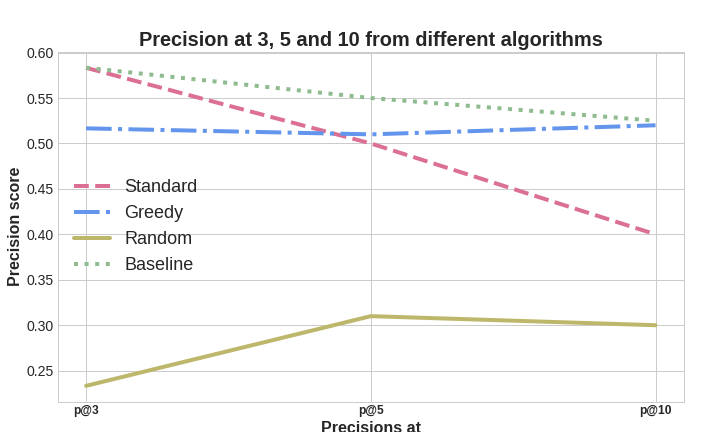 Precision at 3, 5 and 10 from different algorithms
0.60
0.55
0.50
0.45
0.40
0.35
0.30
0.25
Precision score
Standard
Greedy
Random
Baseline
p@3
p@5
p@10
Precisions at